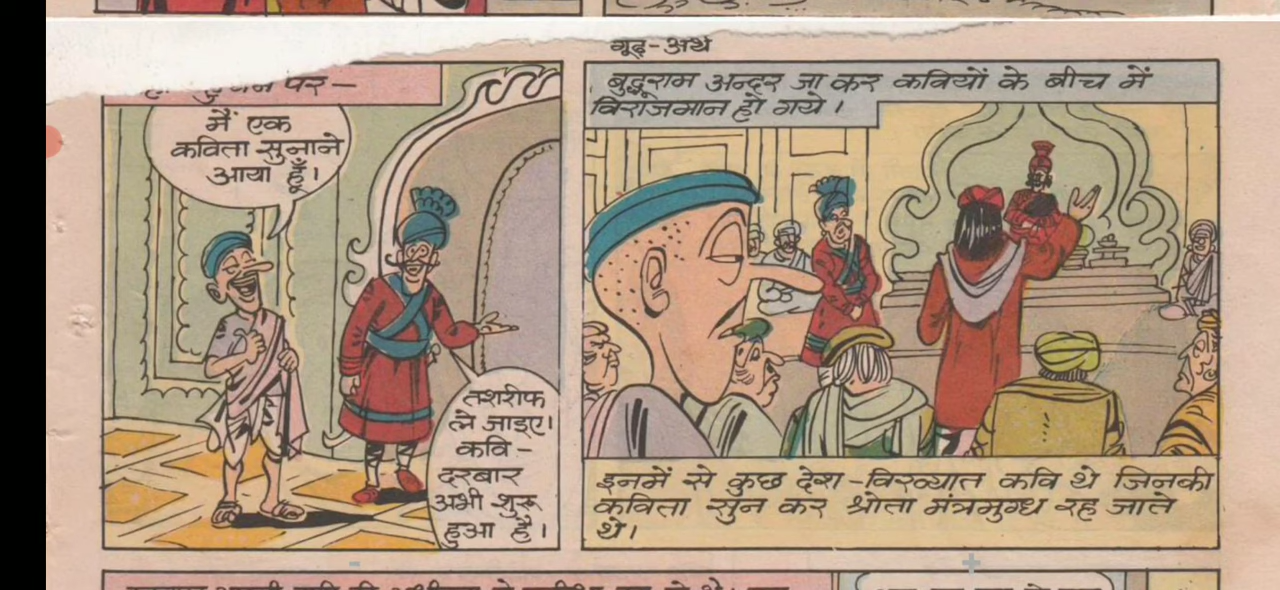 गूढ़-अर्थ
पर —
मैं एक
कविता सुनाने
आया हूँ।
तशरीफ
ले जाइए।
कवि -
दरबार
अभी शुरू
हुआ है।
बुद्धूराम अन्दर जा कर कवियों के बीच में
विराजमान हो गये।
इनमें से कुछ देश-विख्यात कवि थे जिनकी
कविता सुन कर श्रोता मंत्रमुग्ध रह जाते
थे।